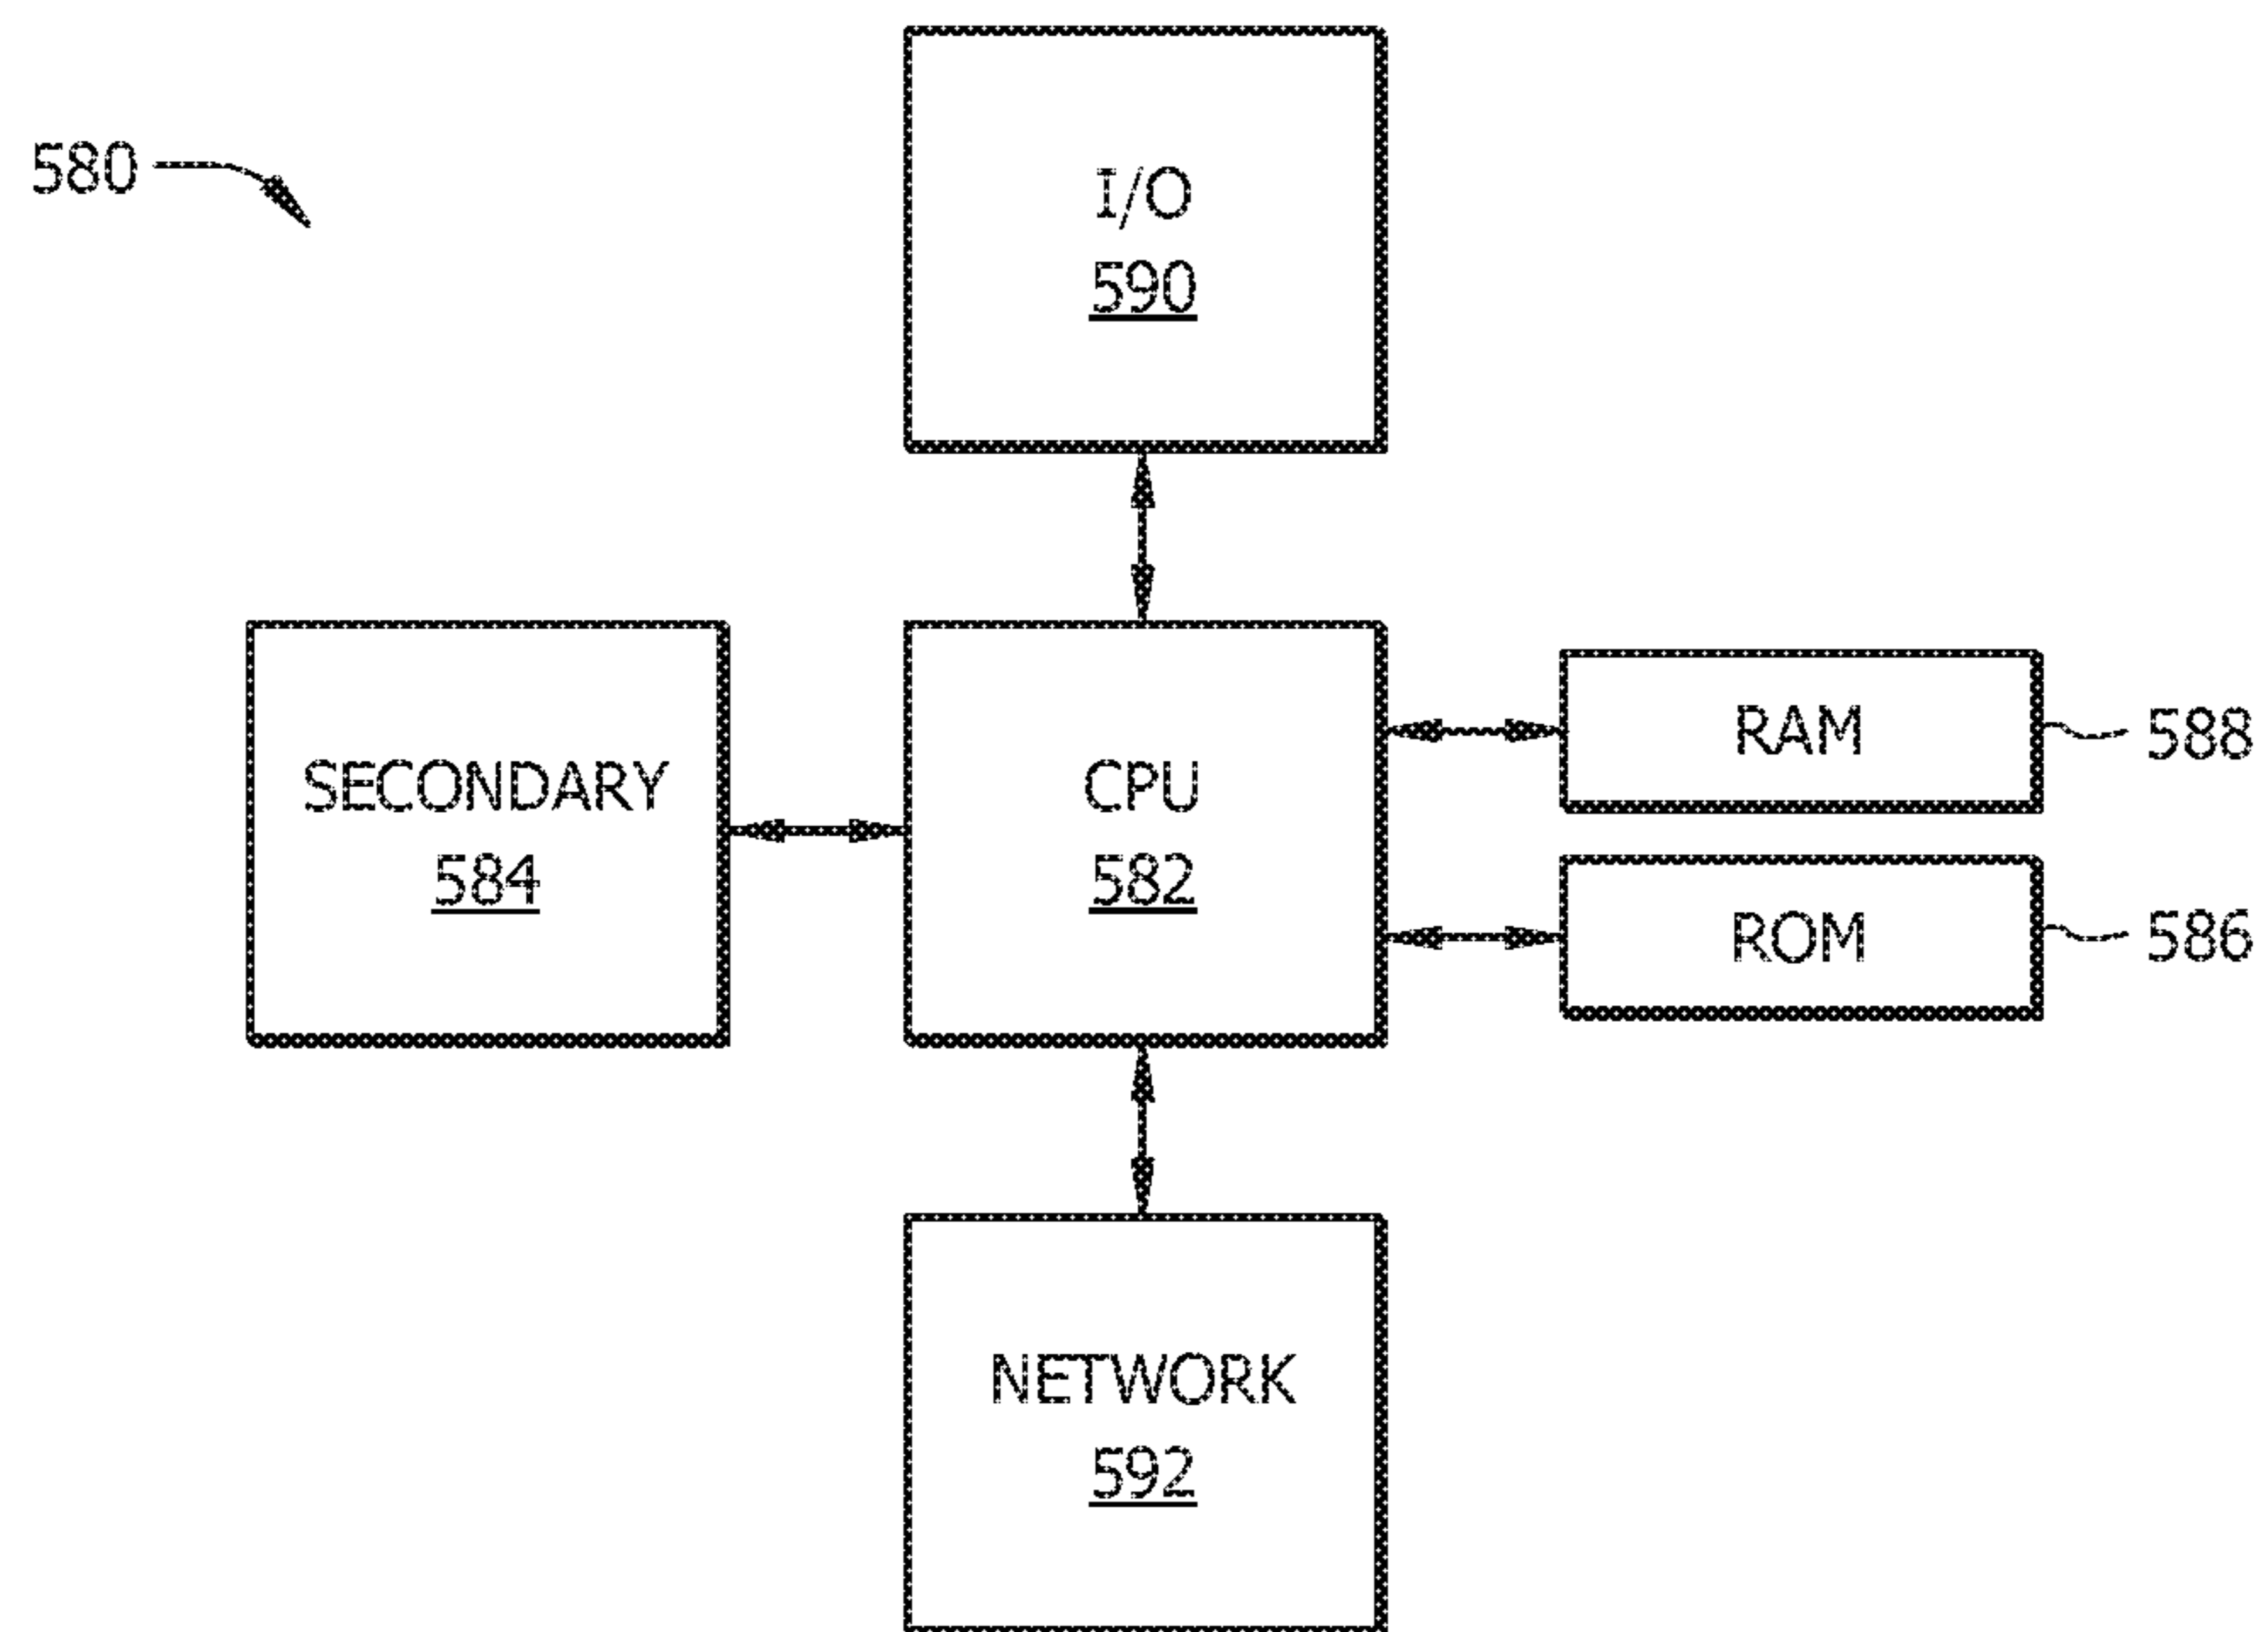 580
I/O
590
SECONDARY
584
CPU
582
RAM
588
ROM
586
NETWORK
592